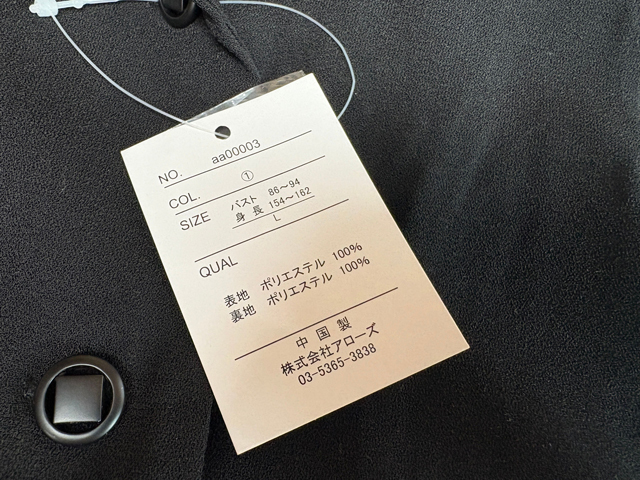 NO. aa00003
COL. ①
SIZE バスト 86～94
身長 154～162
L
QUAL
表地 ポリエステル 100%
裏地 ポリエステル 100%
中国製
株式会社アローズ
03-5365-3838